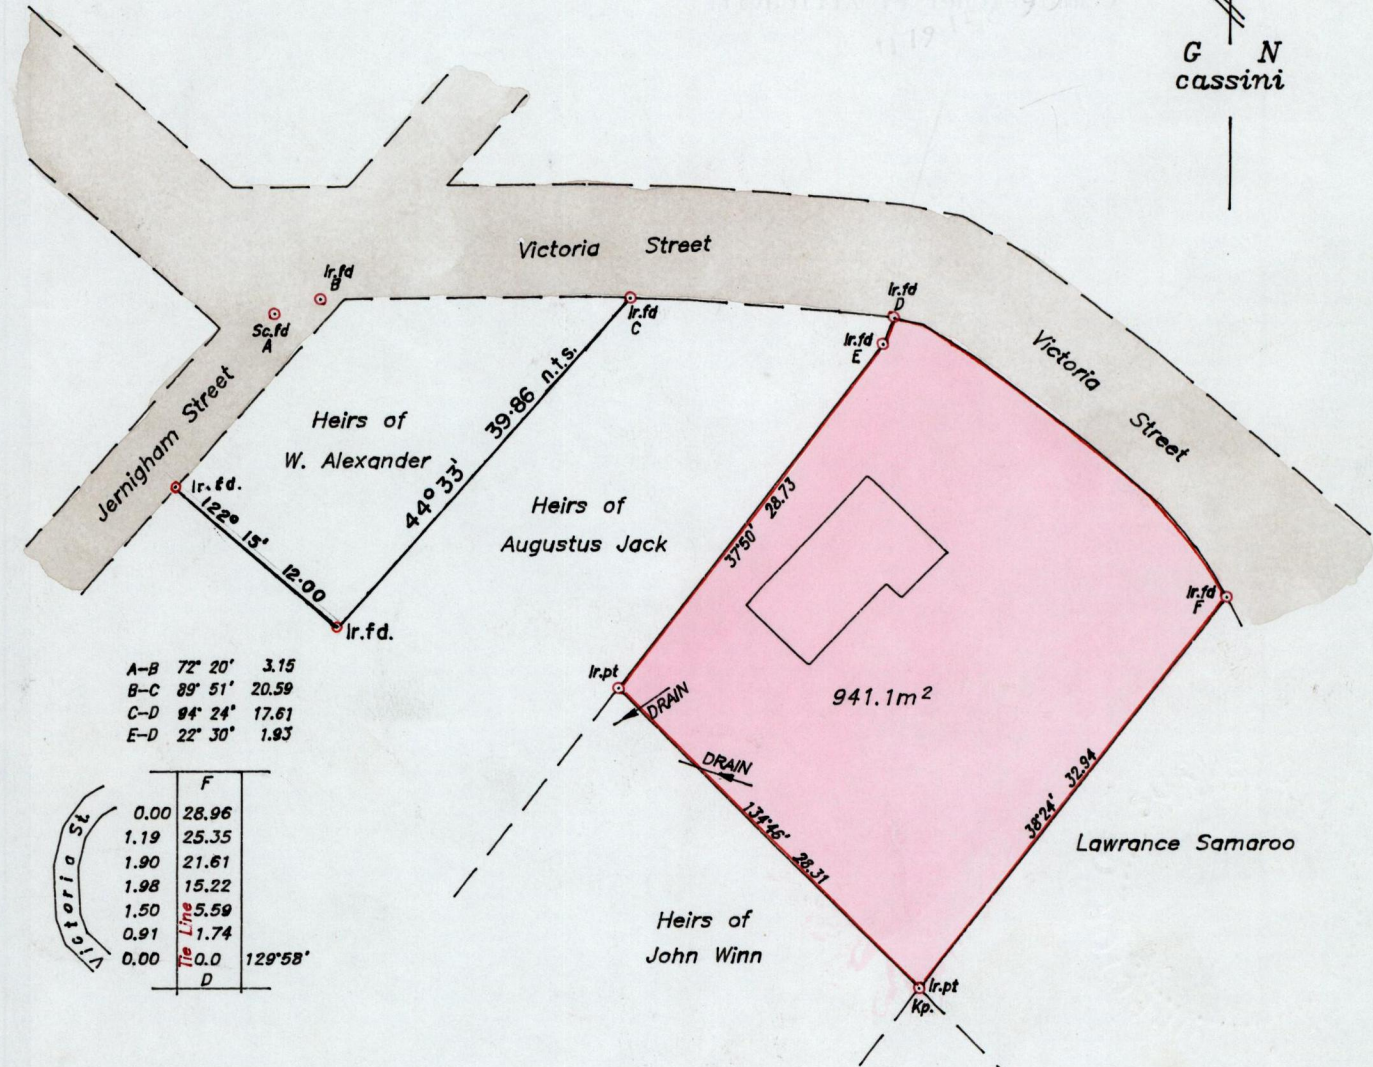 G N
cassini
Victoria Street
Ir.fd
B
Sc.fd
A
Ir.fd
C
Ir.fd
D
Ir.fd
E
Victoria
Street
Jernigham Street
Heirs of
W. Alexander
39.86 n.t.s.
44° 33'
Ir.fd.
122° 15'
12.00
Ir.fd.
Heirs of
Augustus Jack
37°50' 28.73
Ir.fd
F
Ir.pt
DRAIN
DRAIN
941.1m²
134°46'
28.31
38°24' 32.94
Lawrance Samaroo
Heirs of
John Winn
Ir.pt
Kp.
A-B 72° 20' 3.15
B-C 89° 51' 20.59
C-D 94° 24' 17.61
E-D 22° 30' 1.93
Victoria St.
F
0.00 28.96
1.19 25.35
1.90 21.61
1.98 15.22
1.50 5.59
0.91 1.74
0.00 0.0 129°58'
Tie Line
D